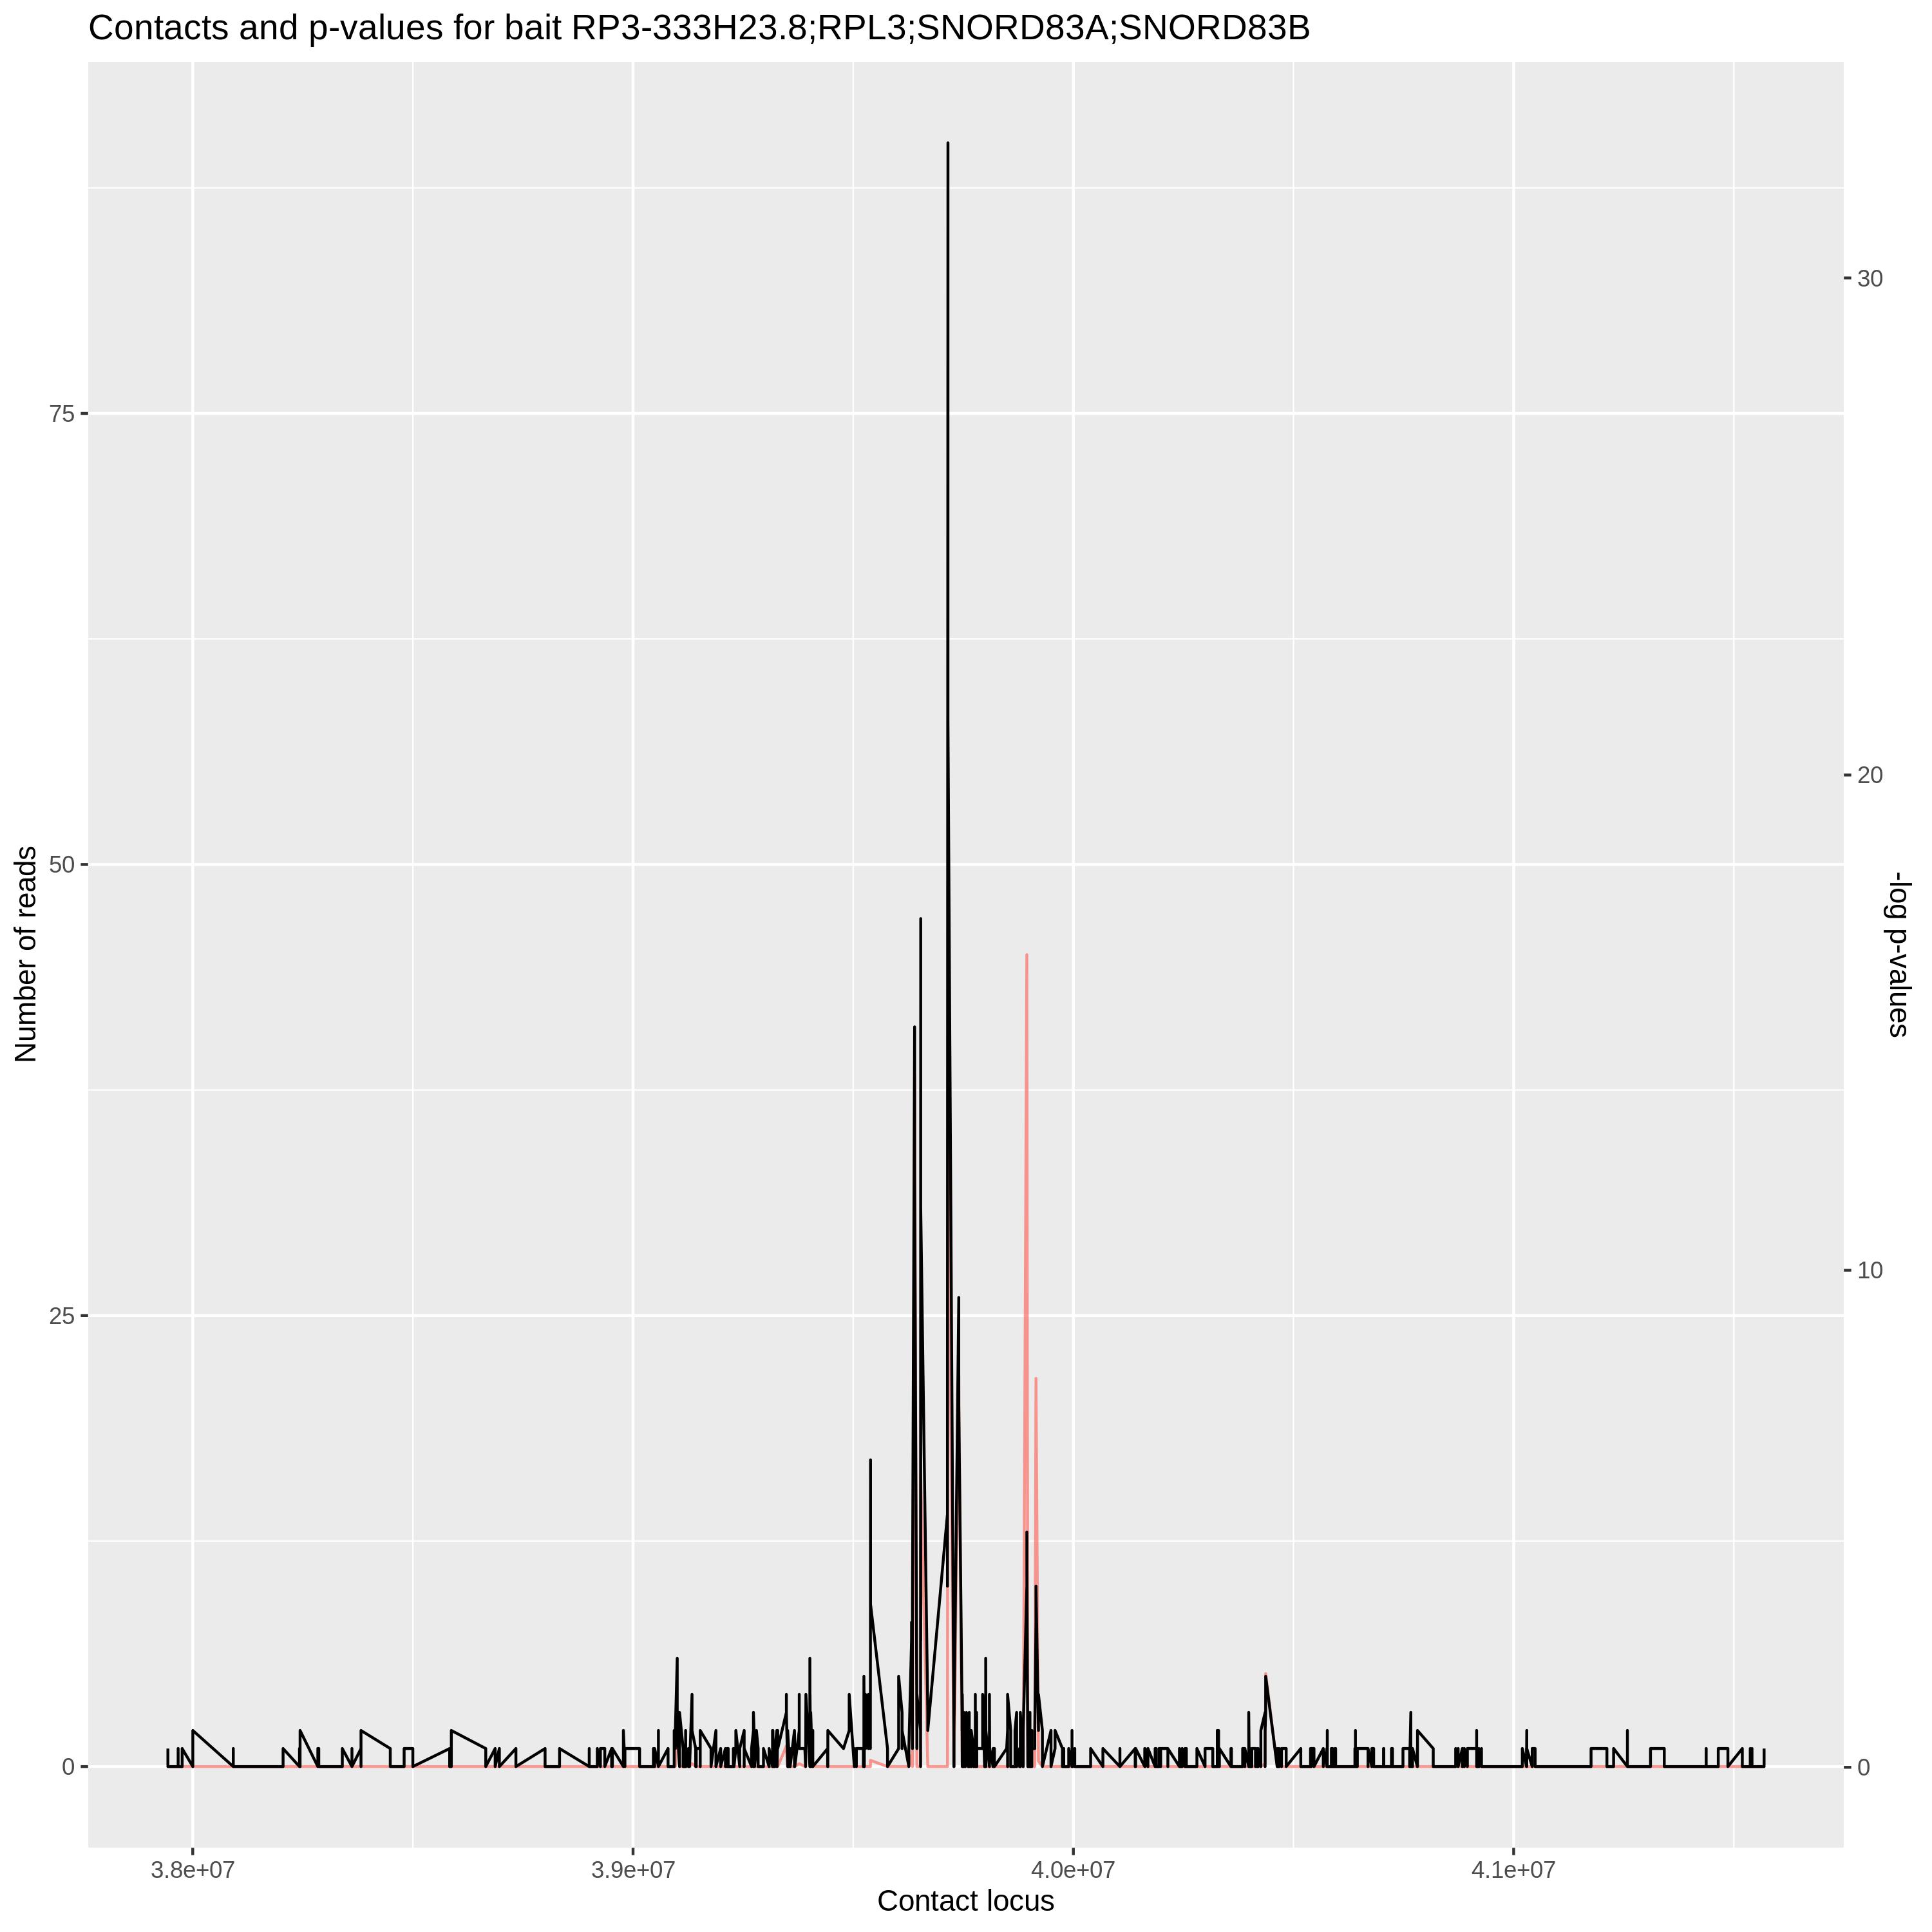 Contacts and p-values for bait RP3-333H23.8;RPL3;SNORD83A;SNORD83B
Number of reads
75
50
25
0
30
20
10
0
-log p-values
3.8e+07
3.9e+07
4.0e+07
4.1e+07
Contact locus